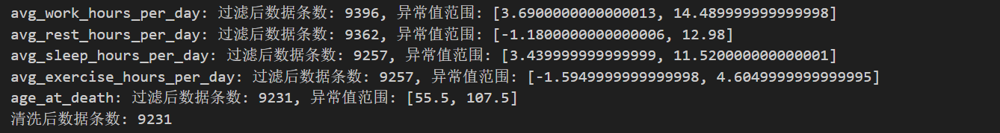 avg_work_hours_per_day: 过滤后数据条数: 9396, 异常值范围: [3.6900000000000013, 14.489999999999998]
avg_rest_hours_per_day: 过滤后数据条数: 9362, 异常值范围: [-1.1800000000000006, 12.98]
avg_sleep_hours_per_day: 过滤后数据条数: 9257, 异常值范围: [3.439999999999999, 11.520000000000001]
avg_exercise_hours_per_day: 过滤后数据条数: 9257, 异常值范围: [-1.5949999999999998, 4.6049999999999995]
age_at_death: 过滤后数据条数: 9231, 异常值范围: [55.5, 107.5]
清洗后数据条数: 9231